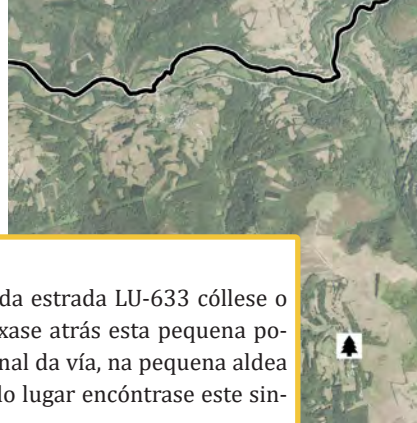 da estrada LU-633 cóllese o
xase atrás esta pequena po-
nal da vía, na pequena aldea
lo lugar encóntrase este sin-